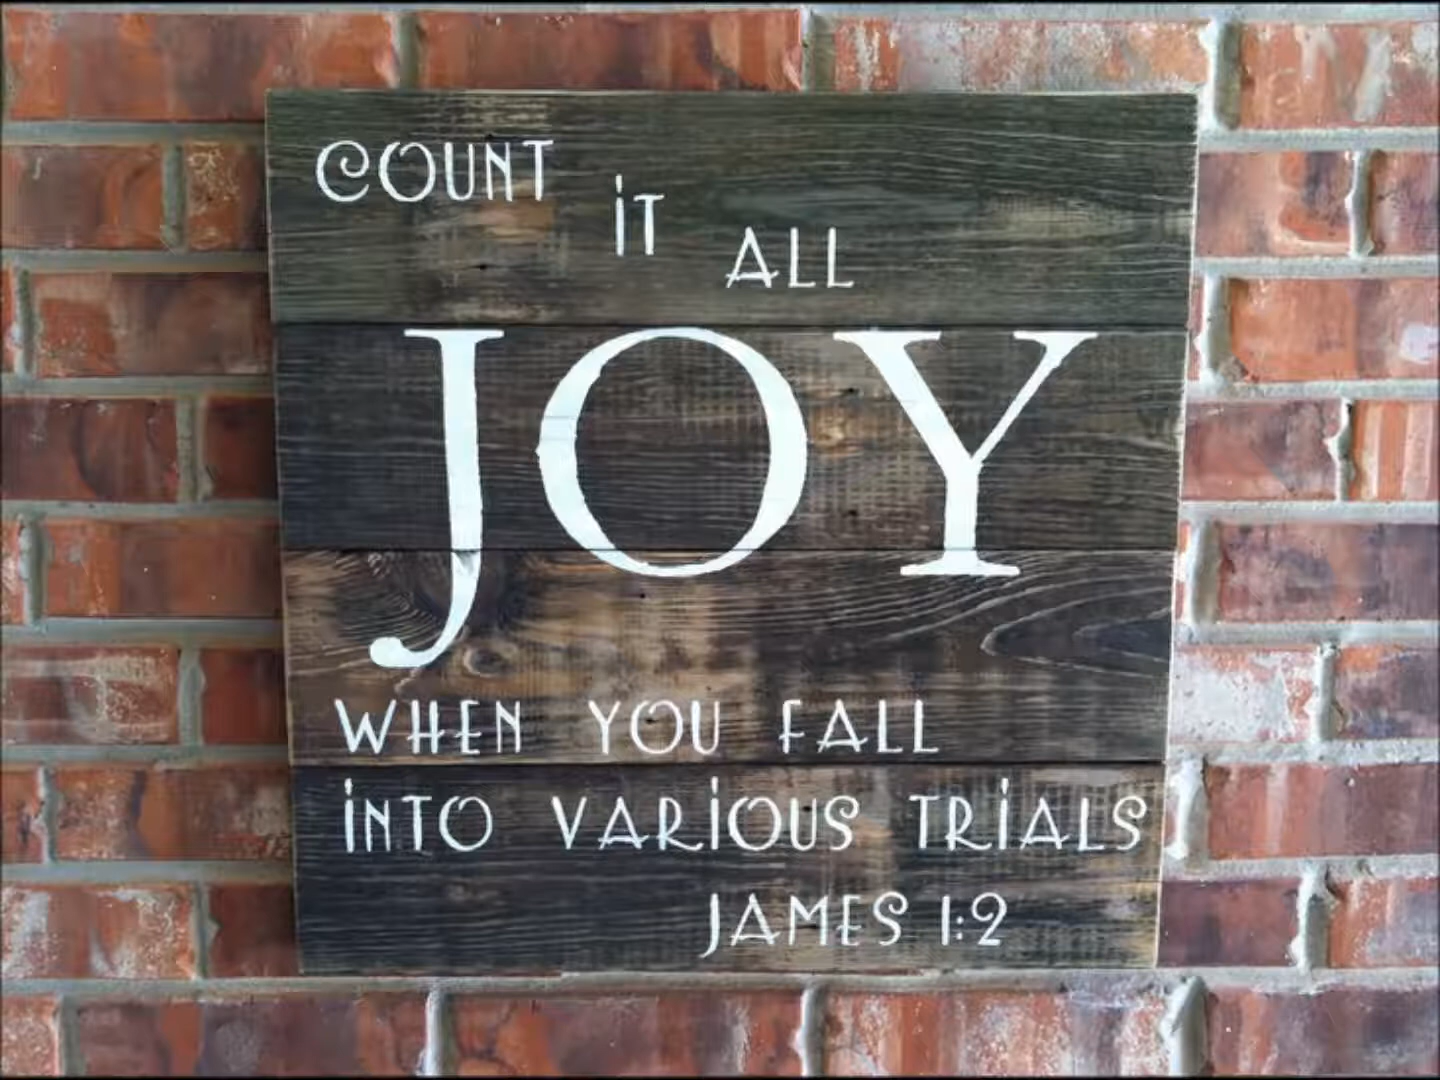 COUNT IT ALL
JOY
WHEN YOU FALL
INTO VARIOUS TRIALS
JAMES 1:2